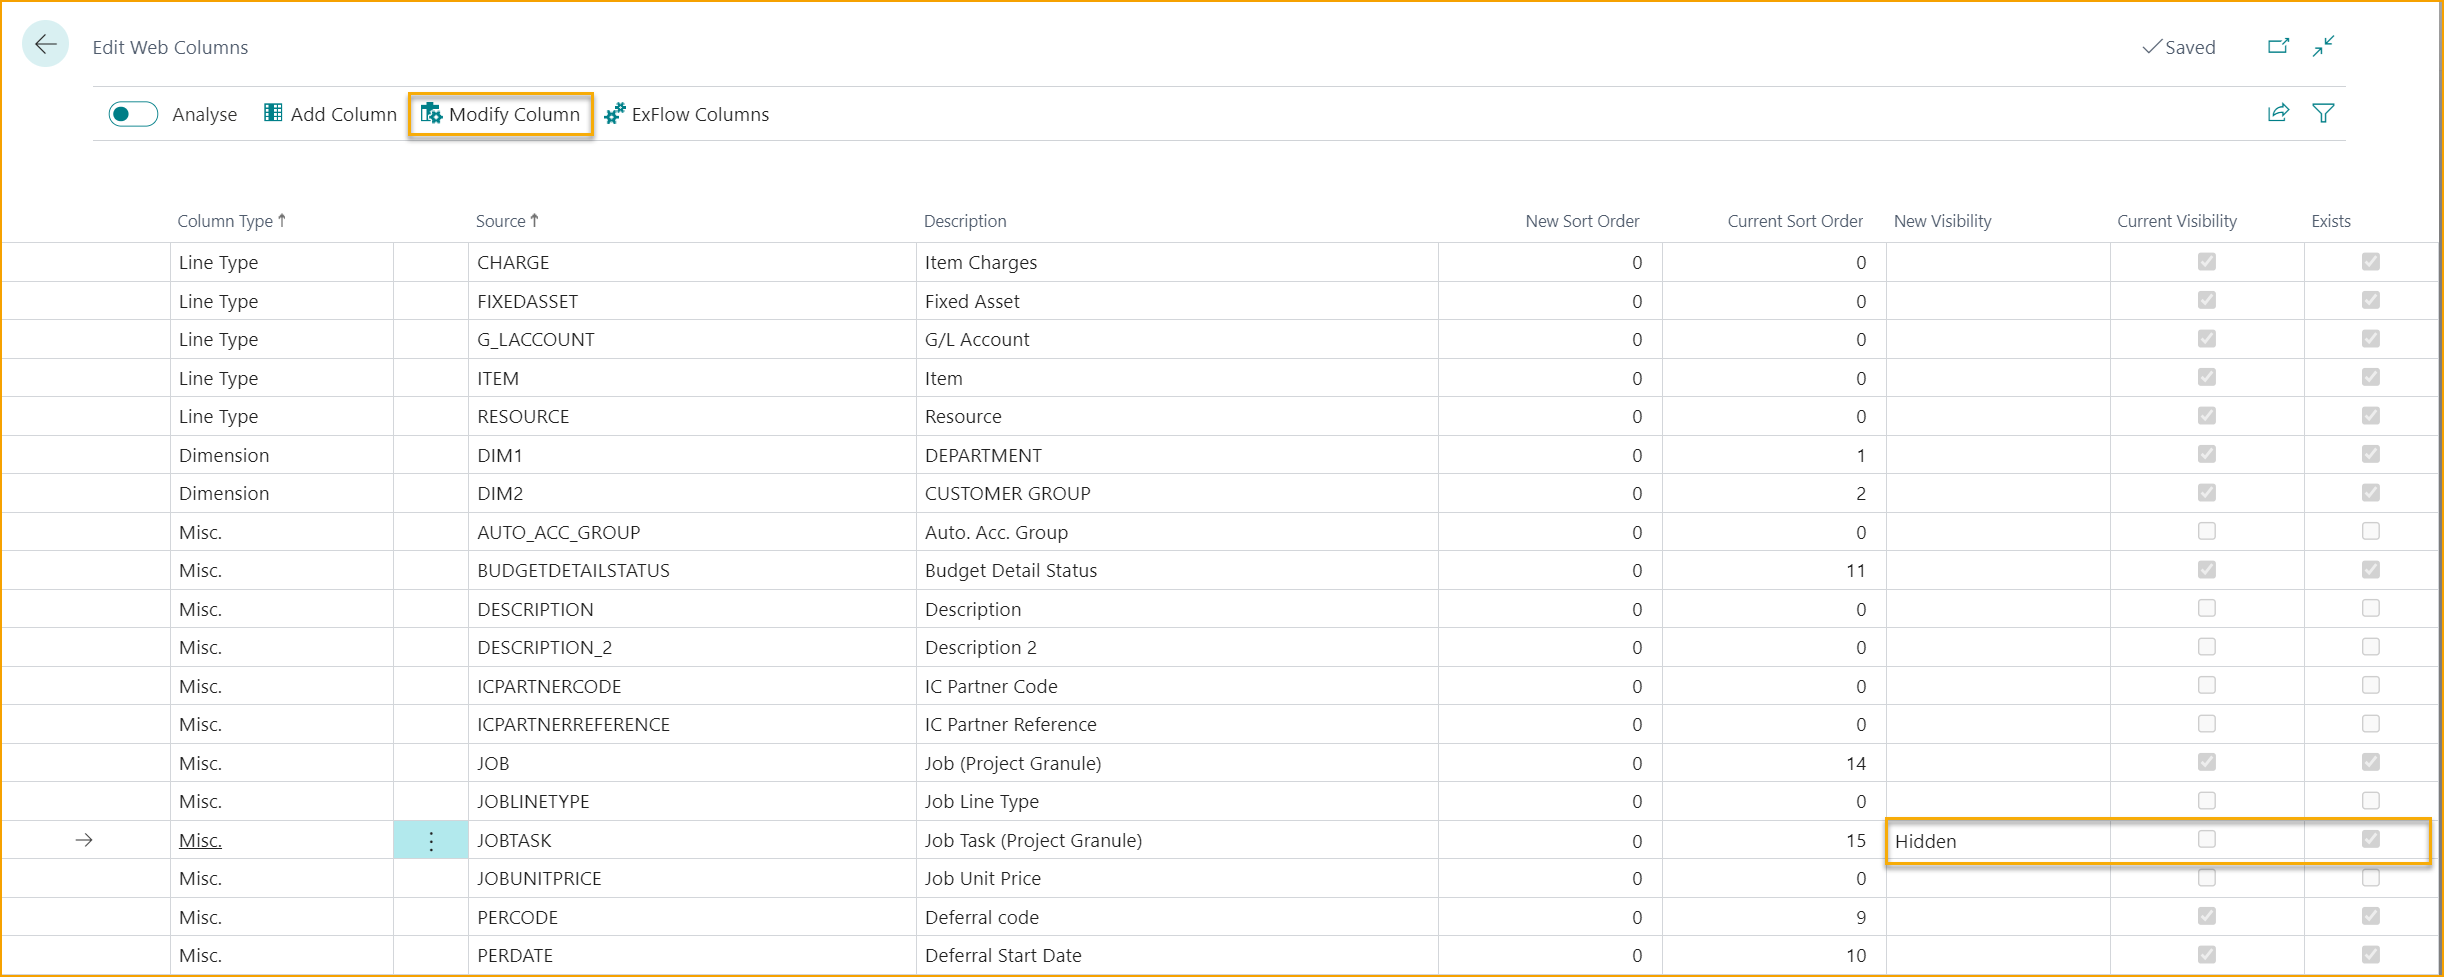 Edit Web Columns
Saved
Analyse Add Column Modify Column ExFlow Columns
Column Type Source Description New Sort Order Current Sort Order New Visibility Current Visibility Exists
Line Type CHARGE Item Charges 0 0
Line Type FIXEDASSET Fixed Asset 0 0
Line Type G_LACCOUNT G/L Account 0 0
Line Type ITEM Item 0 0
Line Type RESOURCE Resource 0 0
Dimension DIM1 DEPARTMENT 0 1
Dimension DIM2 CUSTOMER GROUP 0 2
Misc. AUTO_ACC_GROUP Auto. Acc. Group 0 0
Misc. BUDGETDETAILSTATUS Budget Detail Status 0 11
Misc. DESCRIPTION Description 0 0
Misc. DESCRIPTION_2 Description 2 0 0
Misc. ICPARTNERCODE IC Partner Code 0 0
Misc. ICPARTNERREFERENCE IC Partner Reference 0 0
Misc. JOB Job (Project Granule) 0 14
Misc. JOBLINETYPE Job Line Type 0 0
Misc. JOBTASK Job Task (Project Granule) 0 15 Hidden
Misc. JOBUNITPRICE Job Unit Price 0 0
Misc. PERCODE Deferral code 0 9
Misc. PERDATE Deferral Start Date 0 10